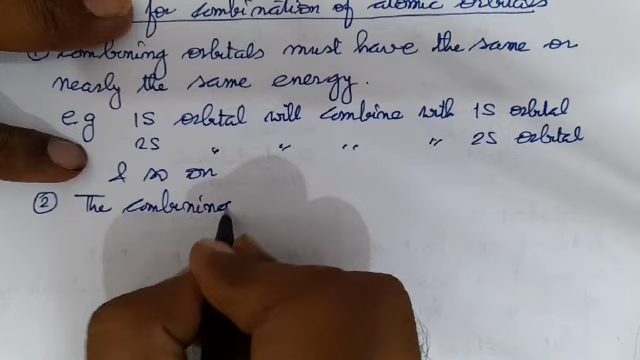 for combination of atomic orbitals
① Combining orbitals must have the same or
nearly the same energy.
eg 1S orbital will combine with 1S orbital
2S " " " " 2S orbital
& so on
② The combining